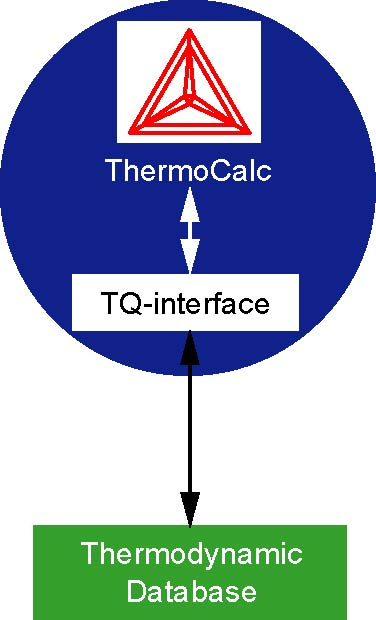 ThermoCalc
TQ-interface
Thermodynamic
Database